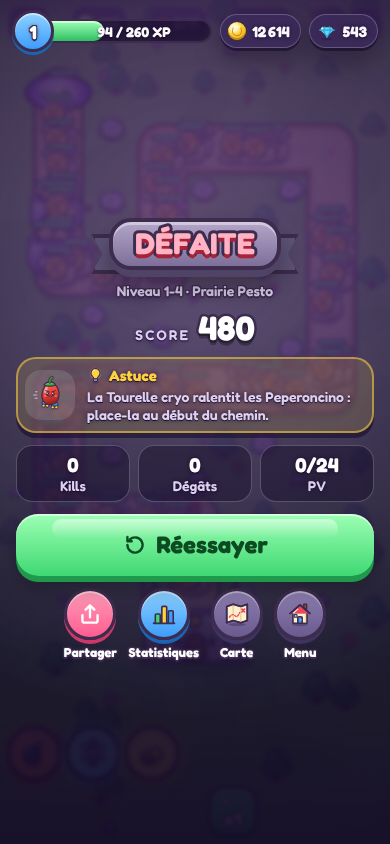 1
94 / 260 XP
12 614
543
DÉFAITE
Niveau 1-4 · Prairie Pesto
SCORE 480
Astuce
La Tourelle cryo ralentit les Peperoncino :
place-la au début du chemin.
0
Kills
0
Dégâts
0/24
PV
Réessayer
Partager
Statistiques
Carte
Menu